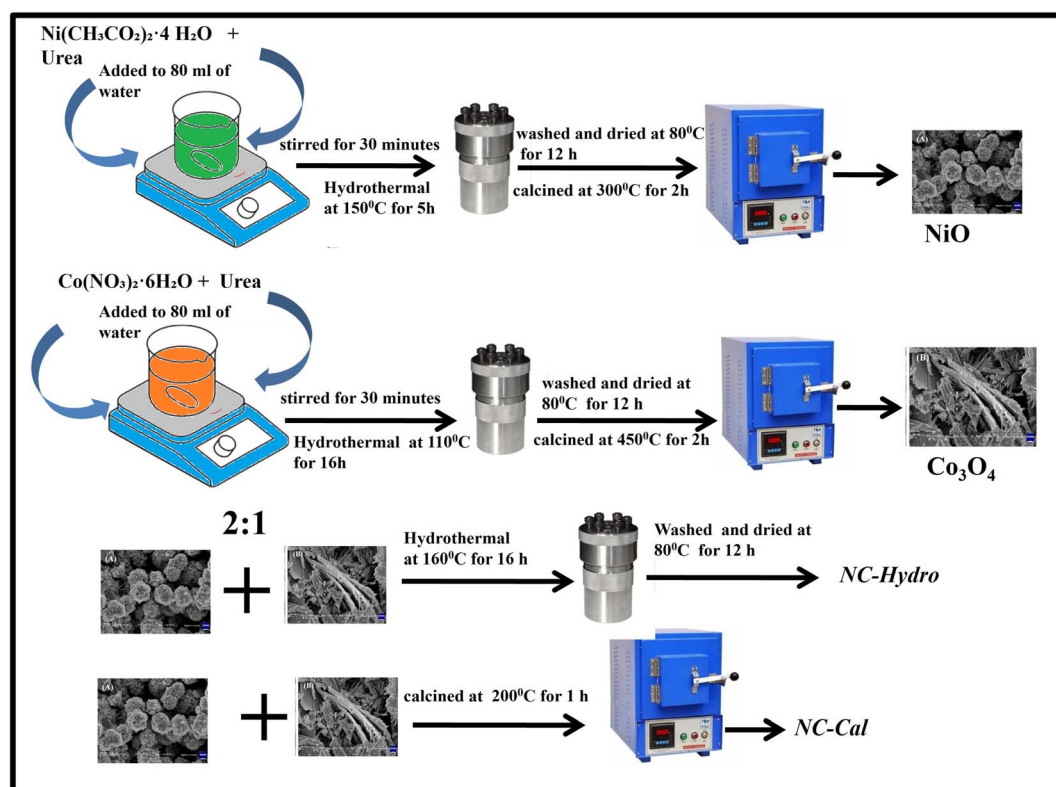 Ni(CH₃CO₂)₂·4 H₂O +
Urea
Added to 80 ml of
water
stirred for 30 minutes
Hydrothermal
at 150⁰C for 5h
washed and dried at 80⁰C
for 12 h
calcined at 300⁰C for 2h
(A)
NiO
Co(NO₃)₂·6H₂O + Urea
Added to 80 ml of
water
stirred for 30 minutes
Hydrothermal at 110⁰C
for 16h
washed and dried at
80⁰C for 12 h
calcined at 450⁰C for 2h
(B)
Co₃O₄
2:1
(A)
+
(B)
Hydrothermal
at 160⁰C for 16 h
Washed and dried at
80⁰C for 12 h
NC-Hydro
(A)
+
(B)
calcined at 200⁰C for 1 h
NC-Cal